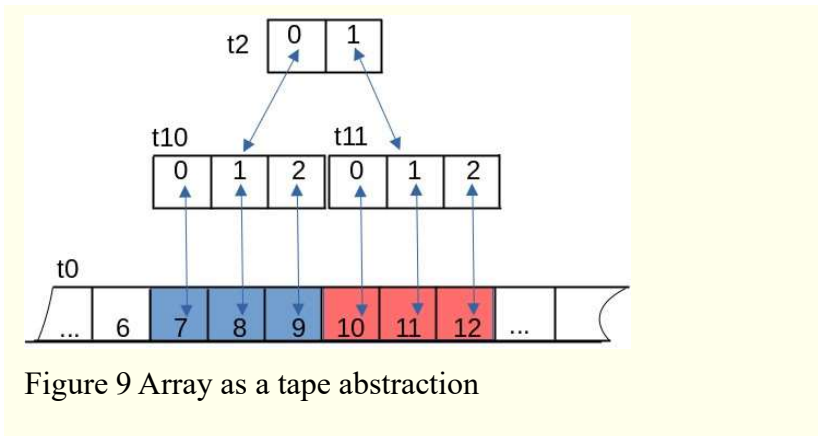 t2 0 1
t10 t11
0 1 2 0 1 2
t0
... 6 7 8 9 10 11 12 ...
Figure 9 Array as a tape abstraction